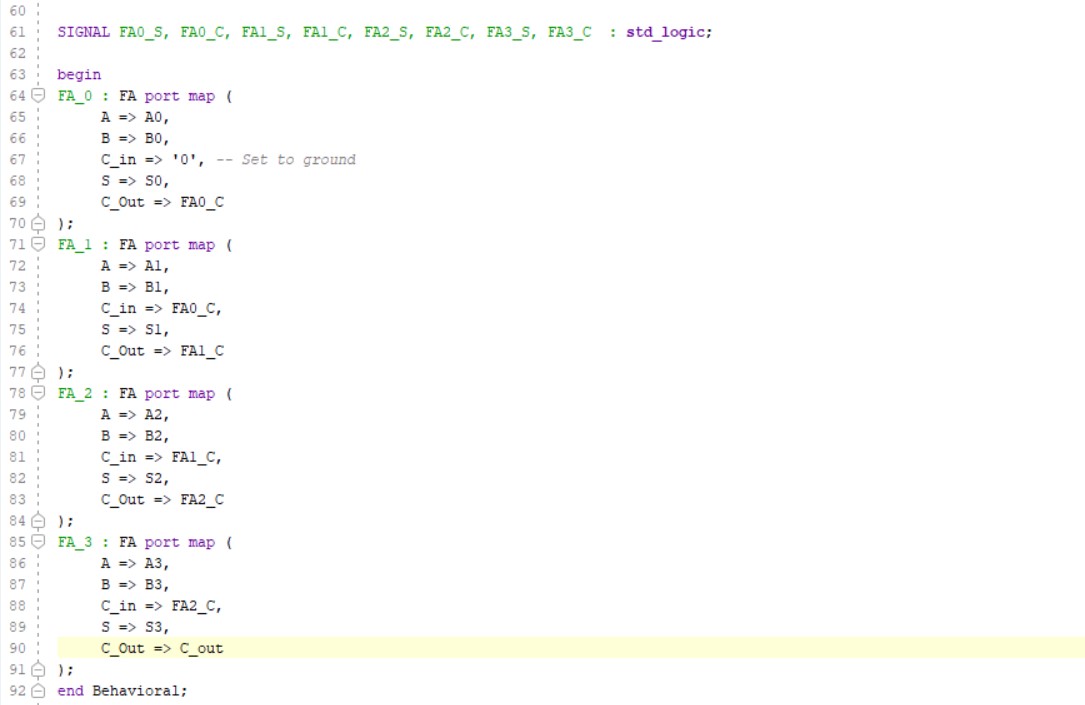 60
61 SIGNAL FA0_S, FA0_C, FA1_S, FA1_C, FA2_S, FA2_C, FA3_S, FA3_C  : std_logic;
62
63 begin
64 FA_0 : FA port map (
65      A => A0,
66      B => B0,
67      C_in => '0', -- Set to ground
68      S => S0,
69      C_Out => FA0_C
70 );
71 FA_1 : FA port map (
72      A => A1,
73      B => B1,
74      C_in => FA0_C,
75      S => S1,
76      C_Out => FA1_C
77 );
78 FA_2 : FA port map (
79      A => A2,
80      B => B2,
81      C_in => FA1_C,
82      S => S2,
83      C_Out => FA2_C
84 );
85 FA_3 : FA port map (
86      A => A3,
87      B => B3,
88      C_in => FA2_C,
89      S => S3,
90      C_Out => C_out
91 );
92 end Behavioral;